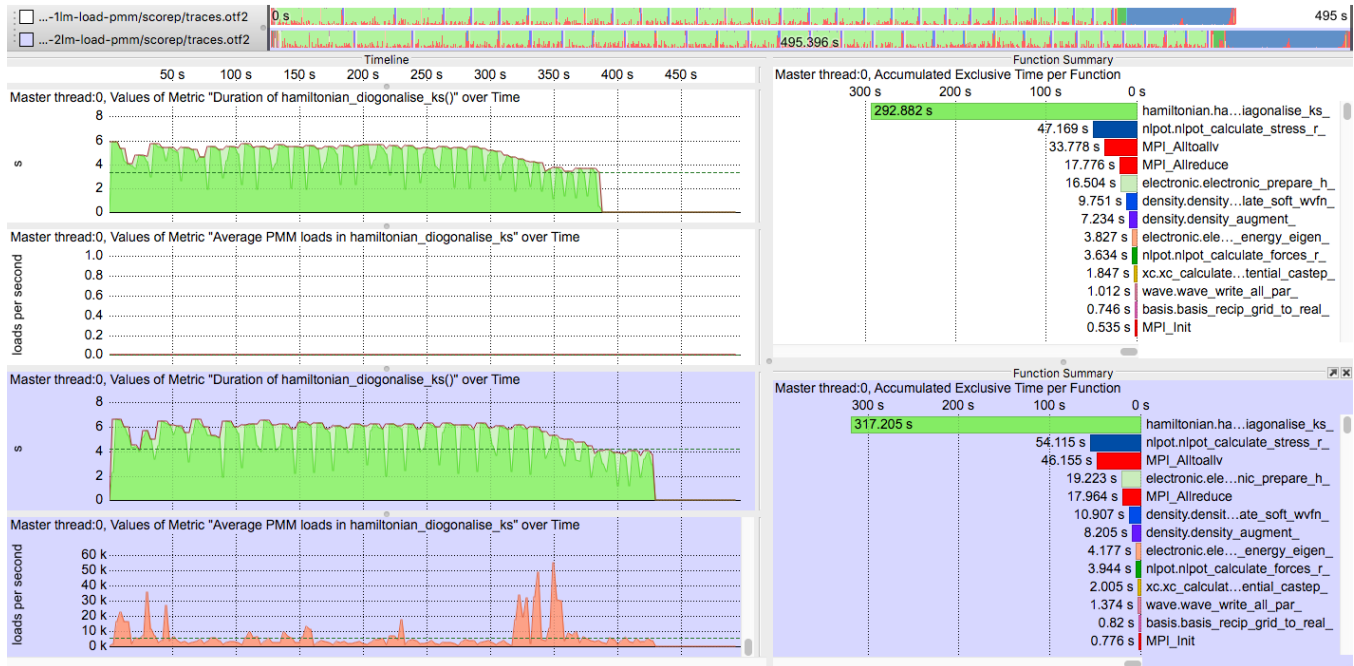 ...-1lm-load-pmm/scorep/traces.otf2
0 s
495 s
...-2lm-load-pmm/scorep/traces.otf2
495.396 s
Timeline
50 s 100 s 150 s 200 s 250 s 300 s 350 s 400 s 450 s
Master thread:0, Values of Metric "Duration of hamiltonian_diogonalise_ks()" over Time
8
6
s
4
2
0
Master thread:0, Values of Metric "Average PMM loads in hamiltonian_diogonalise_ks" over Time
1.0
0.8
loads per second
0.6
0.4
0.2
0.0
Master thread:0, Values of Metric "Duration of hamiltonian_diogonalise_ks()" over Time
8
6
s
4
2
0
Master thread:0, Values of Metric "Average PMM loads in hamiltonian_diogonalise_ks" over Time
60 k
50 k
loads per second
40 k
30 k
20 k
10 k
0 k
Function Summary
Master thread:0, Accumulated Exclusive Time per Function
300 s 200 s 100 s 0 s
292.882 s hamiltonian.ha...iagonalise_ks_
47.169 s nlpot.nlpot_calculate_stress_r_
33.778 s MPI_Alltoallv
17.776 s MPI_Allreduce
16.504 s electronic.electronic_prepare_h_
9.751 s density.density...late_soft_wvfn_
7.234 s density.density_augment_
3.827 s electronic.ele..._energy_eigen_
3.634 s nlpot.nlpot_calculate_forces_r_
1.847 s xc.xc_calculate...tential_castep_
1.012 s wave.wave_write_all_par_
0.746 s basis.basis_recip_grid_to_real_
0.535 s MPI_Init
Function Summary
Master thread:0, Accumulated Exclusive Time per Function
300 s 200 s 100 s 0 s
317.205 s hamiltonian.ha...iagonalise_ks_
54.115 s nlpot.nlpot_calculate_stress_r_
46.155 s MPI_Alltoallv
19.223 s electronic.ele...nic_prepare_h_
17.964 s MPI_Allreduce
10.907 s density.densit...ate_soft_wvfn_
8.205 s density.density_augment_
4.177 s electronic.ele..._energy_eigen_
3.944 s nlpot.nlpot_calculate_forces_r_
2.005 s xc.xc_calculat...ential_castep_
1.374 s wave.wave_write_all_par_
0.82 s basis.basis_recip_grid_to_real_
0.776 s MPI_Init